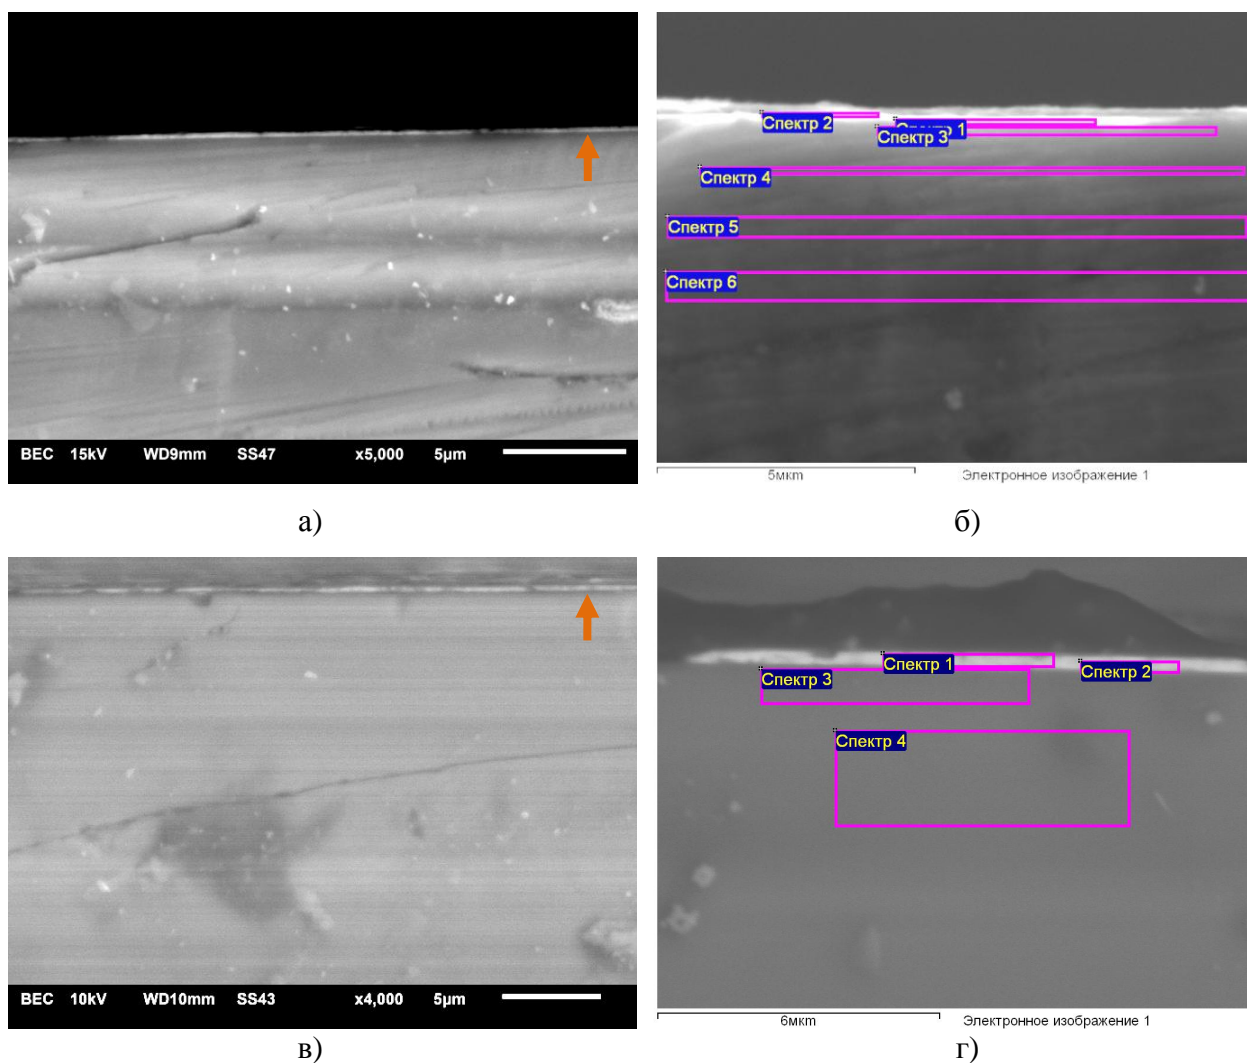 Спектр 2
Спектр 1
Спектр 3
Спектр 4
Спектр 5
Спектр 6
BEC 15kV WD9mm SS47 x5,000 5µm
5мкm Электронное изображение 1
а) б)
Спектр 1
Спектр 3
Спектр 2
Спектр 4
BEC 10kV WD10mm SS43 x4,000 5µm
6мкm Электронное изображение 1
в) г)